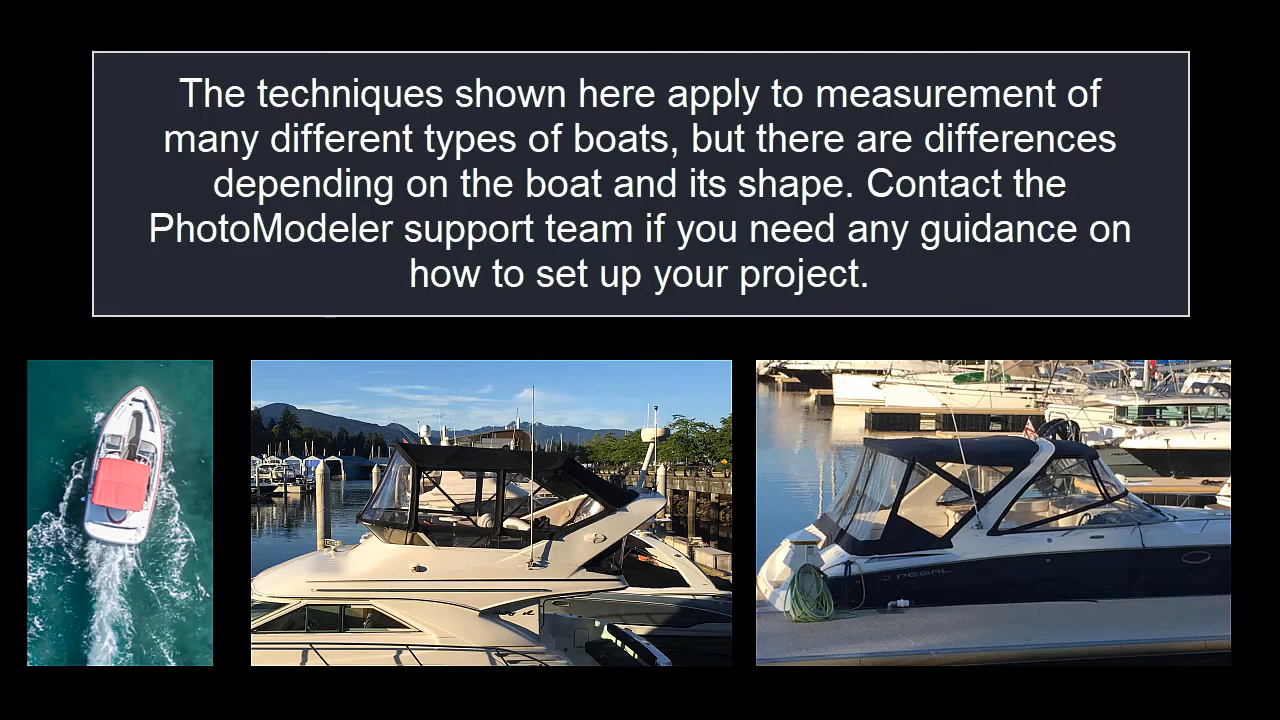 The techniques shown here apply to measurement of
many different types of boats, but there are differences
depending on the boat and its shape. Contact the
PhotoModeler support team if you need any guidance on
how to set up your project.
REGAL